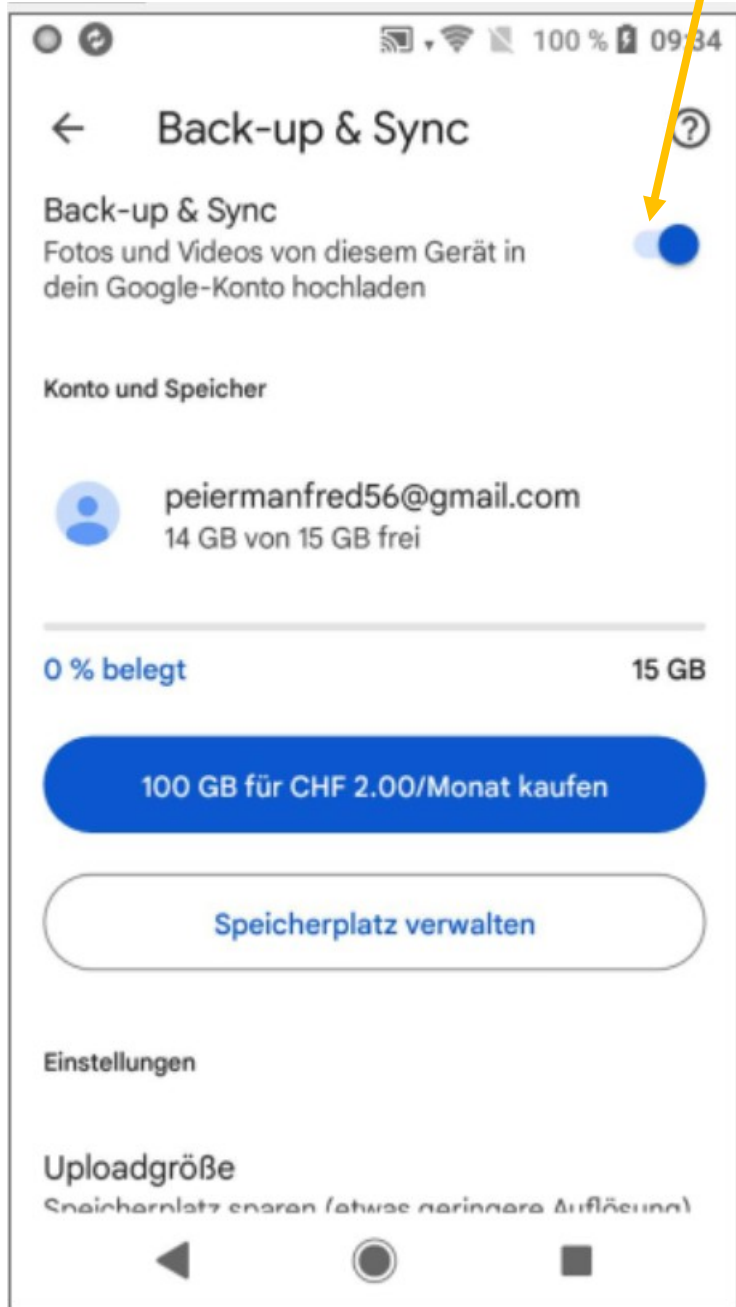 100 % 09:34
Back-up & Sync
Back-up & Sync
Fotos und Videos von diesem Gerät in
dein Google-Konto hochladen
Konto und Speicher
peiermanfred56@gmail.com
14 GB von 15 GB frei
0 % belegt 15 GB
100 GB für CHF 2.00/Monat kaufen
Speicherplatz verwalten
Einstellungen
Uploadgröße
Speicherplatz sparen (etwas geringere Auflösung)